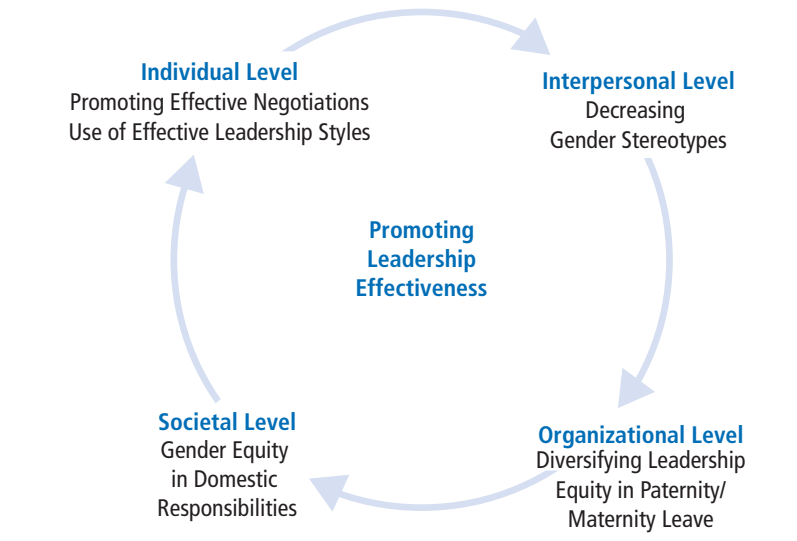 Individual Level
Promoting Effective Negotiations
Use of Effective Leadership Styles
Interpersonal Level
Decreasing
Gender Stereotypes
Promoting
Leadership
Effectiveness
Societal Level
Gender Equity
in Domestic
Responsibilities
Organizational Level
Diversifying Leadership
Equity in Paternity/
Maternity Leave